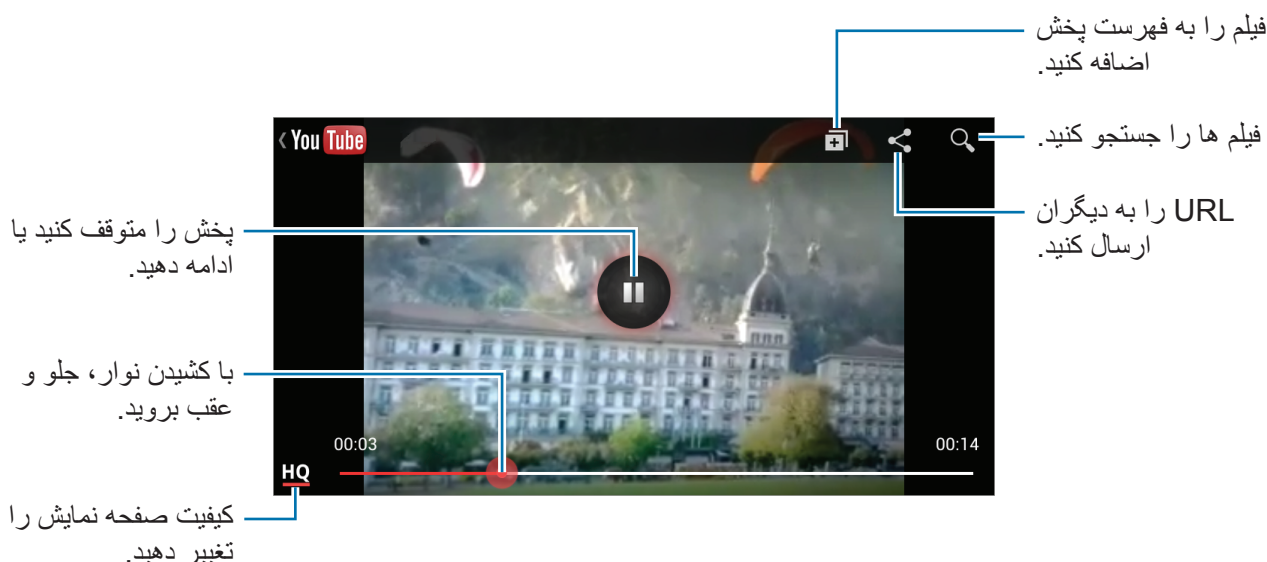 فیلم را به فهرست پخش
اضافه کنید.
فیلم ها را جستجو کنید.
URL را به دیگران
ارسال کنید.
You Tube
پخش را متوقف کنید یا
ادامه دهید.
با کشیدن نوار، جلو و
عقب بروید.
00:03
00:14
HQ
کیفیت صفحه نمایش را
تغییر دهید.